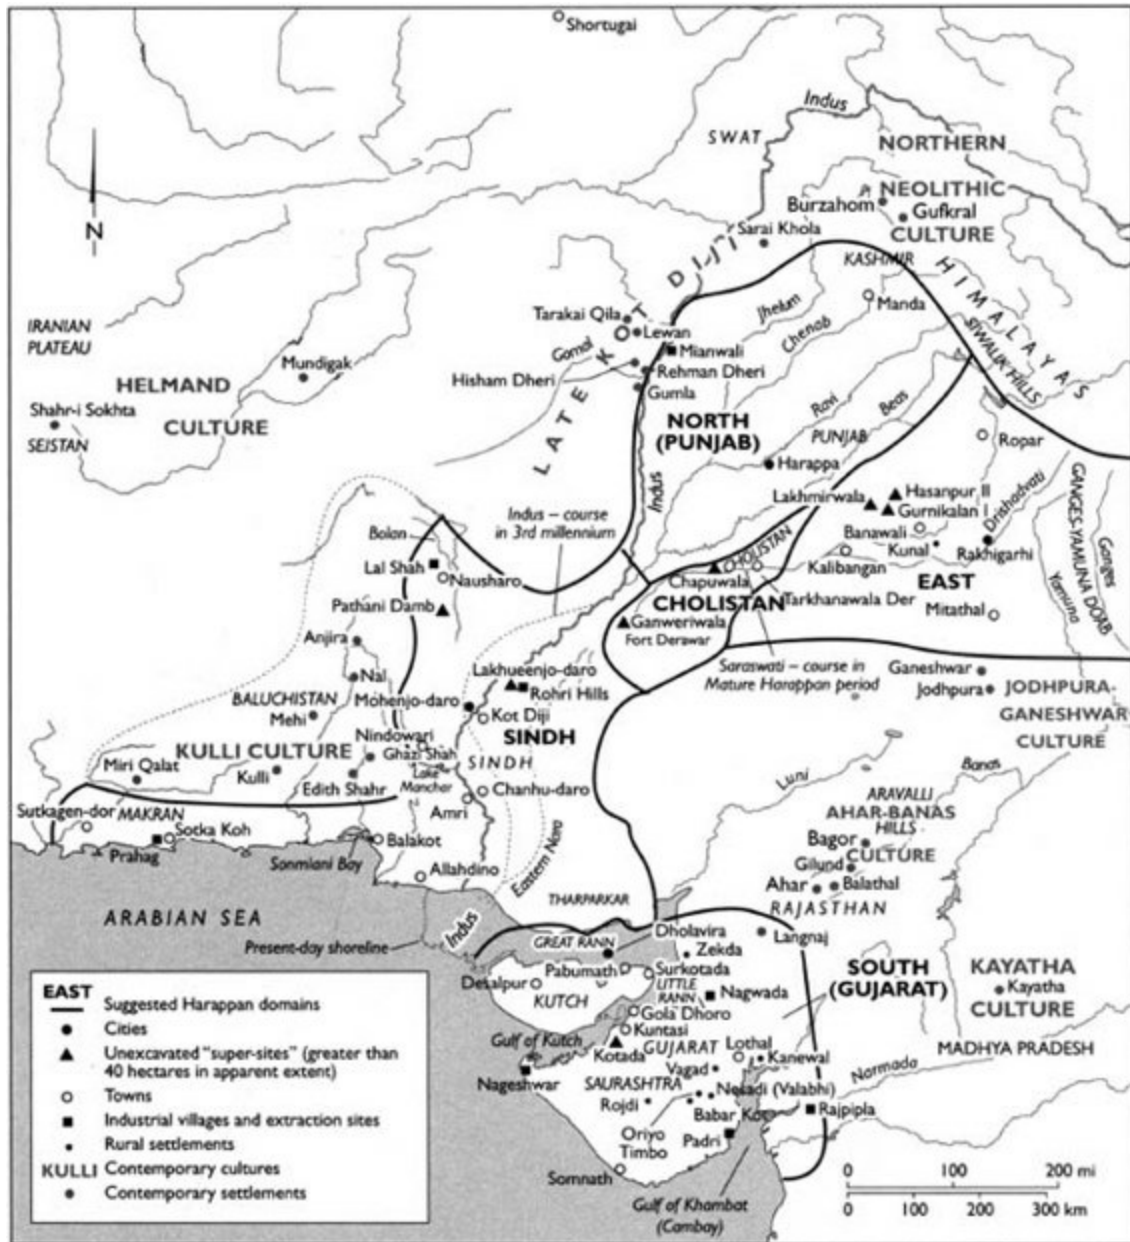 Shortugai
Indus
SWAT
NORTHERN
NEOLITHIC
CULTURE
Burzahom
Gufkral
Sarai Khola
KASHMIR
HIMALAYAS
SIWALIK HILLS
N
LATE KOT DIJI
Manda
Jhelum
Chenab
Tarakai Qila
Lewan
Mianwali
Gomal
Rehman Dheri
Hisham Dheri
Gumla
IRANIAN
PLATEAU
Mundigak
HELMAND
CULTURE
Shahr-i Sokhta
SEISTAN
NORTH
(PUNJAB)
Ravi
Beas
PUNJAB
Ropar
Harappa
Indus
Lakhmirwala
Hasanpur II
Gurnikalan I
Drishadvati
GANGES-YAMUNA DOAB
Ganges
Yamuna
Banawali
Kunal
Rakhigarhi
Kalibangan
EAST
Mitathal
Indus – course
in 3rd millennium
Bolan
Lal Shah
Nausharo
Pathani Damb
CHOLISTAN
Chapuwala
CHOLISTAN
Tarkhanawala Der
Ganweriwala
Fort Derawar
Saraswati – course in
Mature Harappan period
Ganeshwar
Jodhpura
JODHPURA-
GANESHWAR
CULTURE
Anjira
Nal
Lakhueenjo-daro
Rohri Hills
BALUCHISTAN
Mohenjo-daro
Mehi
Kot Diji
SINDH
Nindowari
KULLI CULTURE
Ghazi Shah
SINDH
Lake
Manchar
Miri Qalat
Kulli
Edith Shahr
Chanhu-daro
Amri
Sutkagen-dor
MAKRAN
Sotka Koh
Prahag
Balakot
Sonmiani Bay
Allahdino
Eastern Nara
Luni
Banas
ARAVALLI
AHAR-BANAS
HILLS
Bagor
CULTURE
Gilund
Ahar
Balathal
RAJASTHAN
THARPARKAR
ARABIAN SEA
Indus
Present-day shoreline
GREAT RANN
Dholavira
Zekda
Langnaj
Pabumath
Surkotada
Desalpur
KUTCH
LITTLE
RANN
Nagwada
SOUTH
(GUJARAT)
KAYATHA
Kayatha
CULTURE
Gola Dhoro
Kuntasi
Gulf of Kutch
Kotada
GUJARAT
Lothal
Kanewal
MADHYA PRADESH
Nageshwar
Vagad
Narmada
SAURASHTRA
Nesadi (Valabhi)
Rojdi
Babar Kot
Rajpipla
Oriyo
Timbo
Padri
Somnath
Gulf of Khambat
(Cambay)
EAST
Suggested Harappan domains
Cities
Unexcavated "super-sites" (greater than
40 hectares in apparent extent)
Towns
Industrial villages and extraction sites
Rural settlements
KULLI Contemporary cultures
Contemporary settlements
0 100 200 mi
0 100 200 300 km